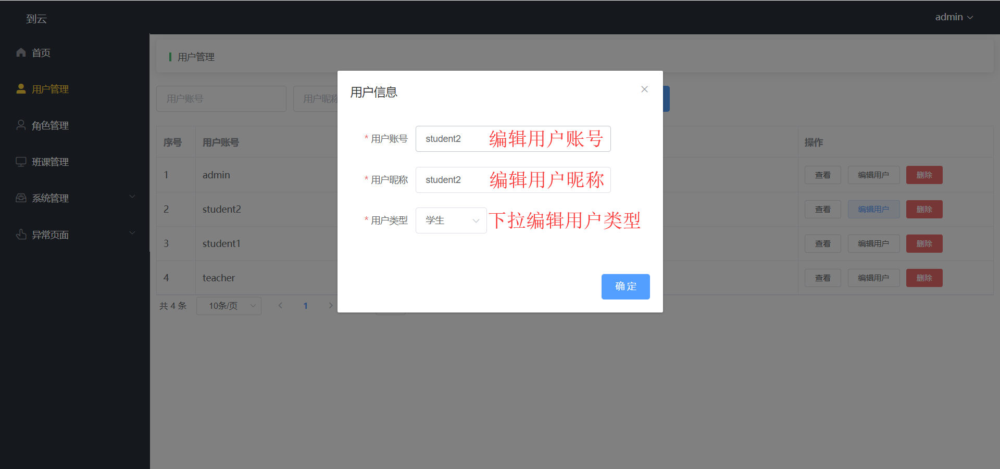 到云
admin
首页
用户管理
角色管理
班课管理
系统管理
异常页面
用户管理
用户账号 用户昵称
序号 用户账号 操作
1 admin 查看 编辑用户 删除
2 student2 查看 编辑用户 删除
3 student1 查看 编辑用户 删除
4 teacher 查看 编辑用户 删除
共 4 条 10条/页 1
用户信息
* 用户账号 student2 编辑用户账号
* 用户昵称 student2 编辑用户昵称
* 用户类型 学生 下拉编辑用户类型
确定